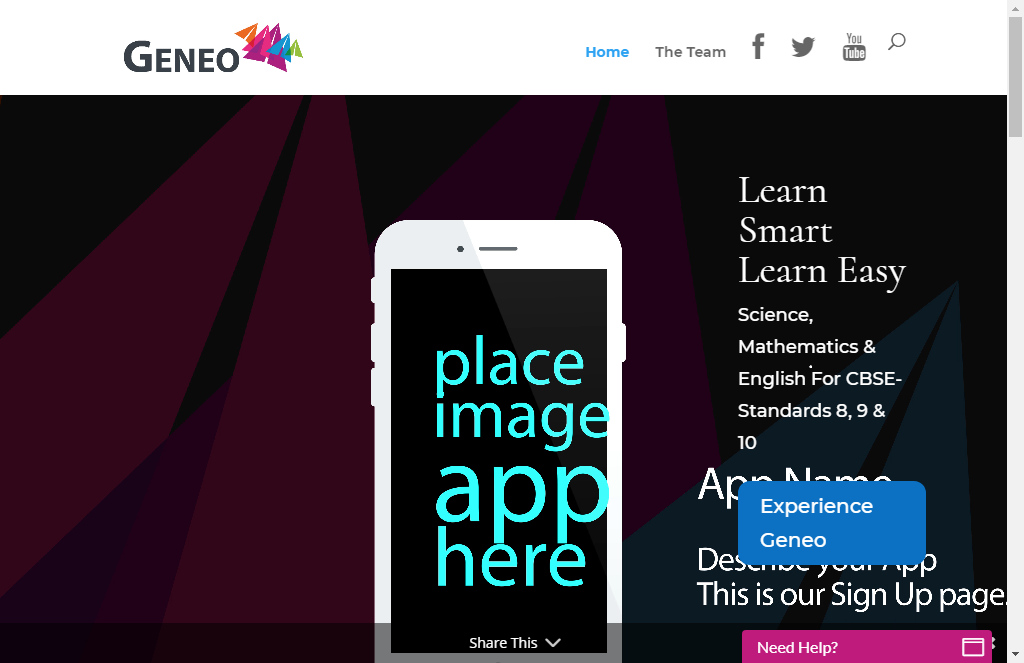 GENEO
Home
The Team
You
Tube
Learn
Smart
Learn Easy
Science,
Mathematics &
English For CBSE-
Standards 8, 9 &
10
place
image
app
here
App Name
Experience
Geneo
Describe your App
This is our Sign Up page.
Share This
Need Help?